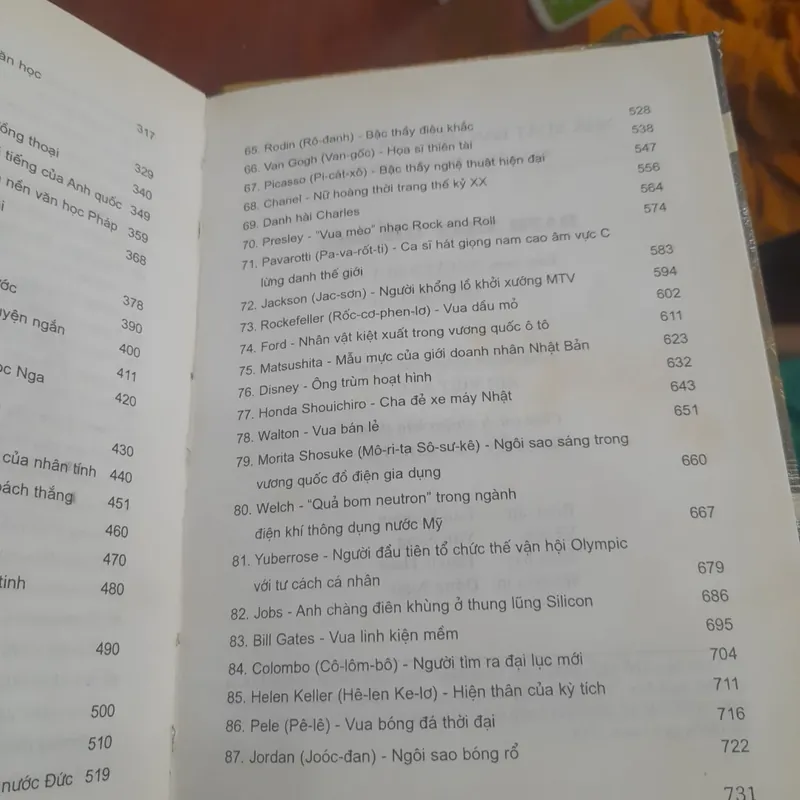 ăn học
317
ổng thoại
329
tiếng của Anh quốc
340
nền văn học Pháp
349
359
368
ước
378
uyện ngắn
390
400
ọc Nga
411
420
430
của nhân tính
440
bách thắng
451
460
470
tinh
480
490
500
510
nước Đức 519
65. Rodin (Rô-đanh) - Bậc thầy điêu khắc 528
66. Van Gogh (Van-gốc) - Họa sĩ thiên tài 538
67. Picasso (Pi-cát-xô) - Bậc thầy nghệ thuật hiện đại 547
68. Chanel - Nữ hoàng thời trang thế kỷ XX 556
69. Danh hài Charles 564
70. Presley - "Vua mèo" nhạc Rock and Roll 574
71. Pavarotti (Pa-va-rốt-ti) - Ca sĩ hát giọng nam cao âm vực C
lừng danh thế giới 583
72. Jackson (Jac-sơn) - Người khổng lồ khởi xướng MTV 594
73. Rockefeller (Rốc-cơ-phen-lơ) - Vua dầu mỏ 602
74. Ford - Nhân vật kiệt xuất trong vương quốc ô tô 611
75. Matsushita - Mẫu mực của giới doanh nhân Nhật Bản 623
76. Disney - Ông trùm hoạt hình 632
77. Honda Shouichiro - Cha đẻ xe máy Nhật 643
78. Walton - Vua bán lẻ 651
79. Morita Shosuke (Mô-ri-ta Sô-sư-kê) - Ngôi sao sáng trong
vương quốc đồ điện gia dụng 660
80. Welch - "Quả bom neutron" trong ngành
điện khí thông dụng nước Mỹ 667
81. Yuberrose - Người đầu tiên tổ chức thế vận hội Olympic
với tư cách cá nhân 679
82. Jobs - Anh chàng điên khùng ở thung lũng Silicon 686
83. Bill Gates - Vua linh kiện mềm 695
84. Colombo (Cô-lôm-bô) - Người tìm ra đại lục mới 704
85. Helen Keller (Hê-len Ke-lơ) - Hiện thân của kỳ tích 711
86. Pele (Pê-lê) - Vua bóng đá thời đại 716
87. Jordan (Joóc-đan) - Ngôi sao bóng rổ 722
731